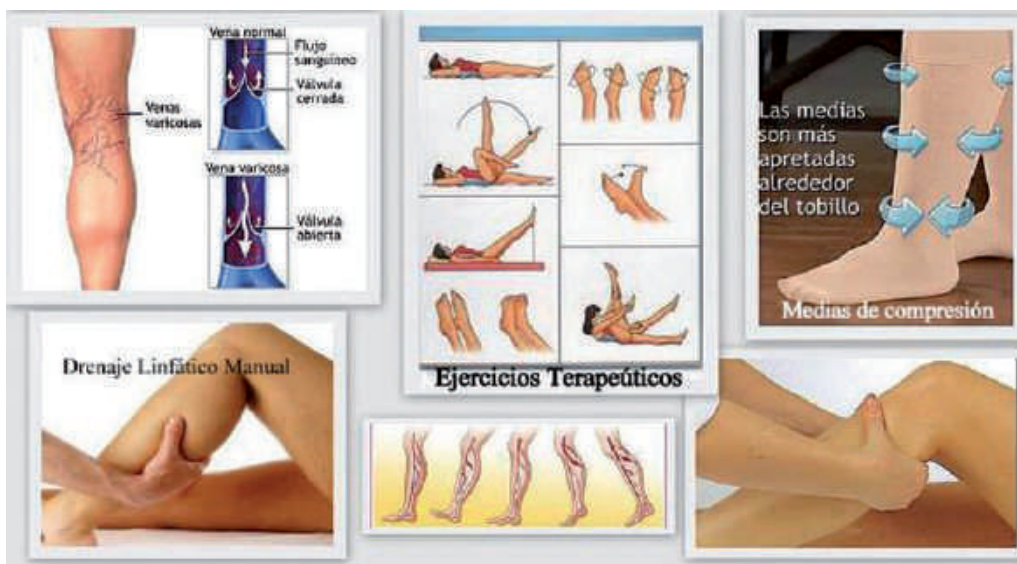 Vena normal
Flujo
sanguíneo
Válvula
cerrada
Venas
varicosas
Vena varicosa
Válvula
abierta
Ejercicios Terapeúticos
Las medias
son más
apretadas
alrededor
del tobillo
Medias de compresión
Drenaje Linfático Manual